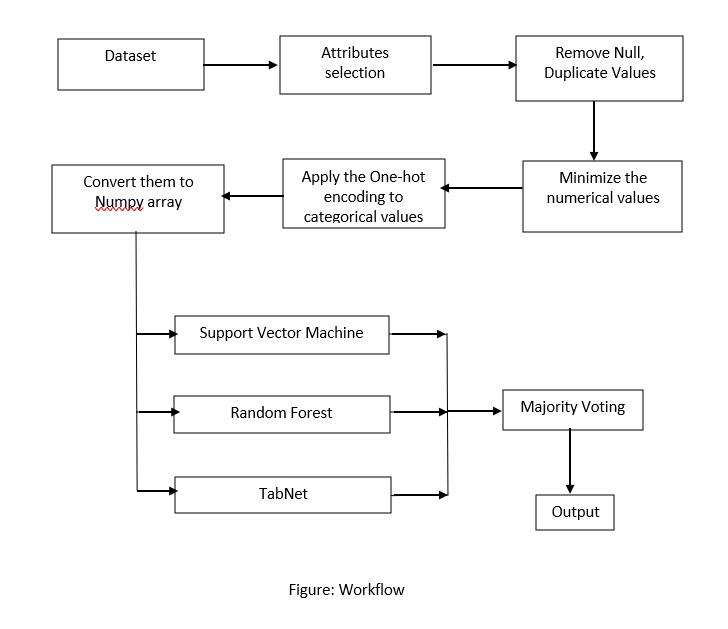 Dataset
Attributes
selection
Remove Null,
Duplicate Values
Minimize the
numerical values
Apply the One-hot
encoding to
categorical values
Convert them to
Numpy array
Support Vector Machine
Random Forest
TabNet
Majority Voting
Output
Figure: Workflow